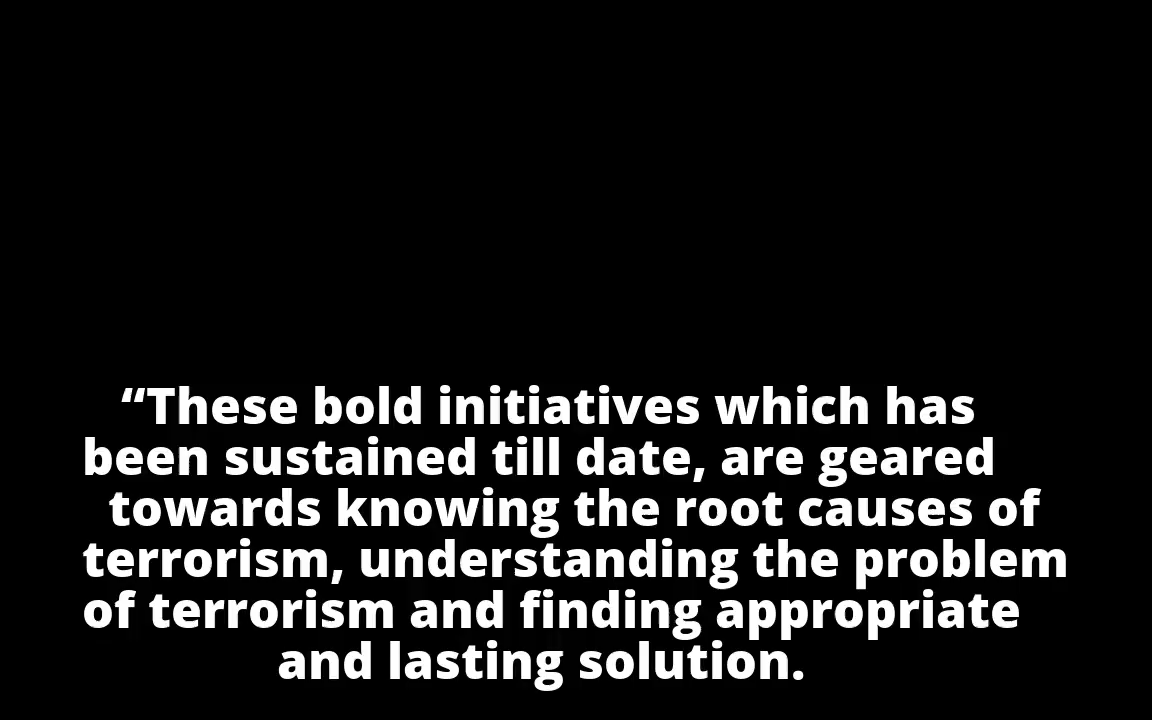 “These bold initiatives which has
been sustained till date, are geared
towards knowing the root causes of
terrorism, understanding the problem
of terrorism and finding appropriate
and lasting solution.